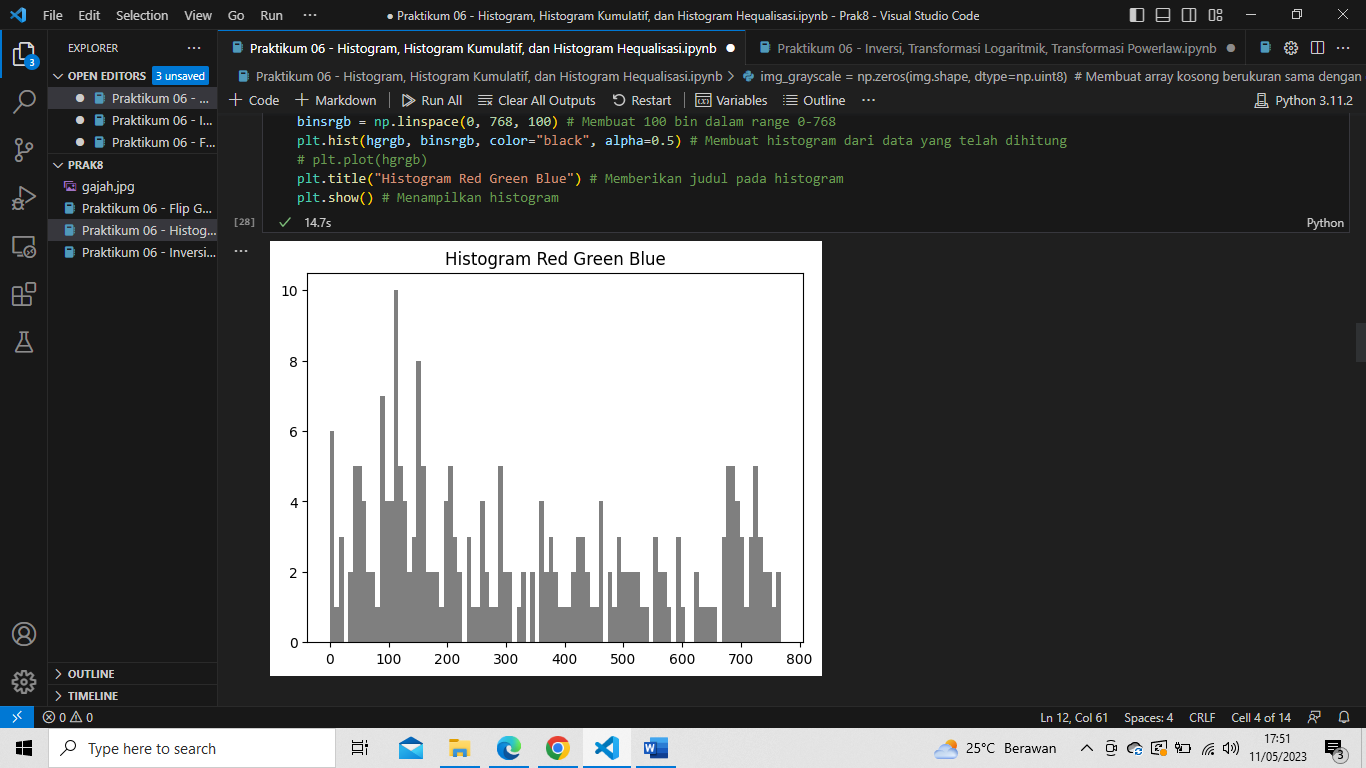 File Edit Selection View Go Run ··· ● Praktikum 06 - Histogram, Histogram Kumulatif, dan Histogram Hequalisasi.ipynb - Prak8 - Visual Studio Code
EXPLORER ···
Praktikum 06 - Histogram, Histogram Kumulatif, dan Histogram Hequalisasi.ipynb ●
Praktikum 06 - Inversi, Transformasi Logaritmik, Transformasi Powerlaw.ipynb ●
···
OPEN EDITORS 3 unsaved
● Praktikum 06 - ...
● Praktikum 06 - I...
● Praktikum 06 - F...
PRAK8
gajah.jpg
Praktikum 06 - Flip G...
Praktikum 06 - Histog...
Praktikum 06 - Inversi...
OUTLINE
TIMELINE
3
Praktikum 06 - Histogram, Histogram Kumulatif, dan Histogram Hequalisasi.ipynb > img_grayscale = np.zeros(img.shape, dtype=np.uint8) # Membuat array kosong berukuran sama dengan
+ Code + Markdown Run All Clear All Outputs Restart Variables Outline ··· Python 3.11.2
binsrgb = np.linspace(0, 768, 100) # Membuat 100 bin dalam range 0-768
plt.hist(hgrgb, binsrgb, color="black", alpha=0.5) # Membuat histogram dari data yang telah dihitung
# plt.plot(hgrgb)
plt.title("Histogram Red Green Blue") # Memberikan judul pada histogram
plt.show() # Menampilkan histogram
[28] ✓ 14.7s Python
···
Histogram Red Green Blue
10
8
6
4
2
0
0 100 200 300 400 500 600 700 800
0 0 Ln 12, Col 61 Spaces: 4 CRLF Cell 4 of 14
Type here to search
25°C Berawan
17:51
11/05/2023
3